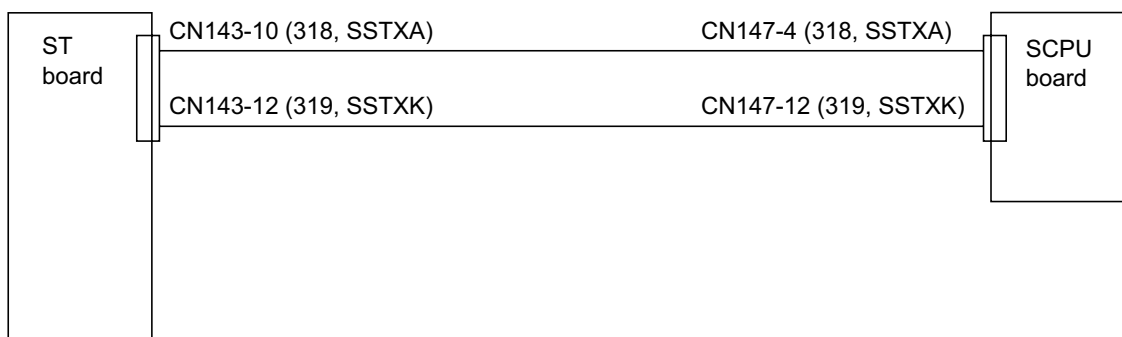 ST
board
CN143-10 (318, SSTXA)
CN147-4 (318, SSTXA)
SCPU
board
CN143-12 (319, SSTXK)
CN147-12 (319, SSTXK)